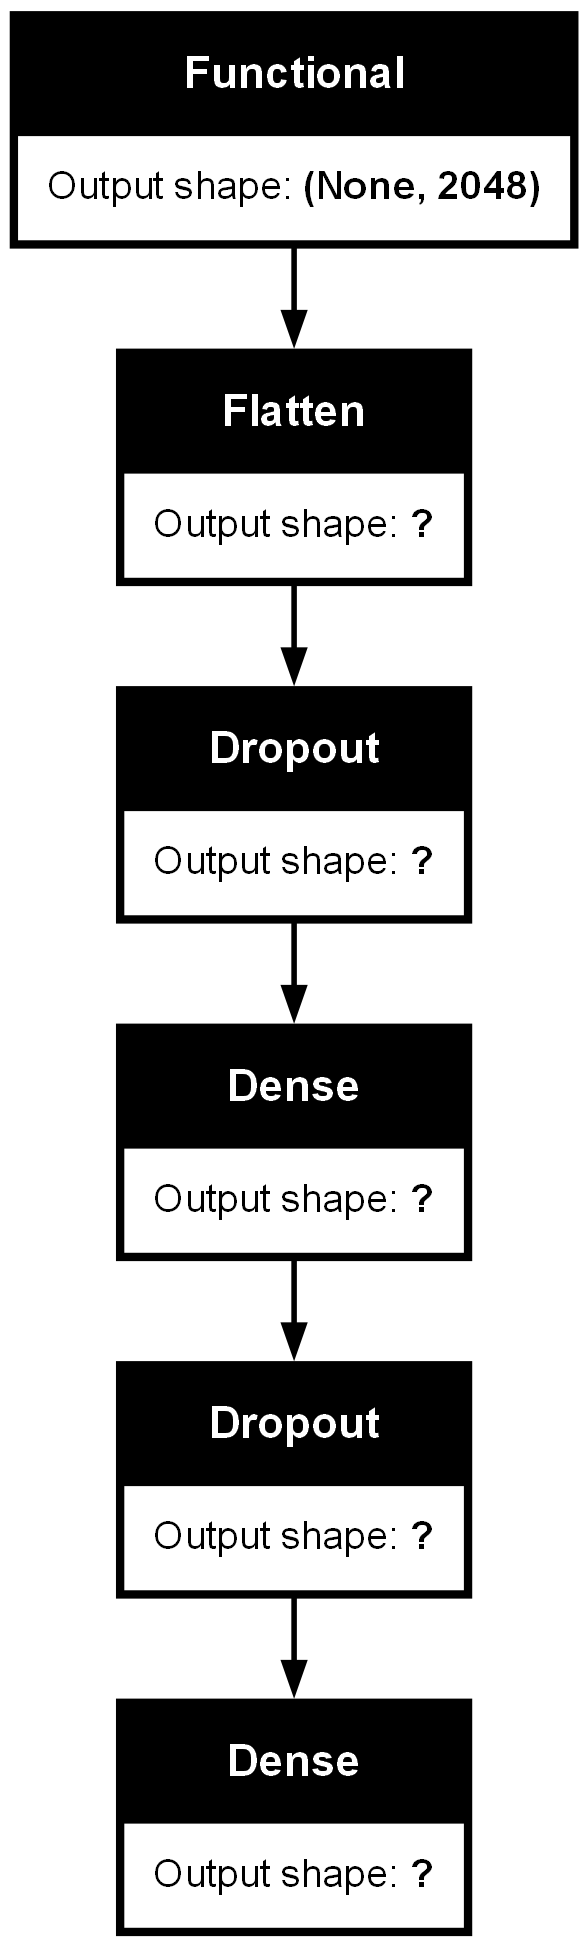 Functional
Output shape: (None, 2048)
Flatten
Output shape: ?
Dropout
Output shape: ?
Dense
Output shape: ?
Dropout
Output shape: ?
Dense
Output shape: ?